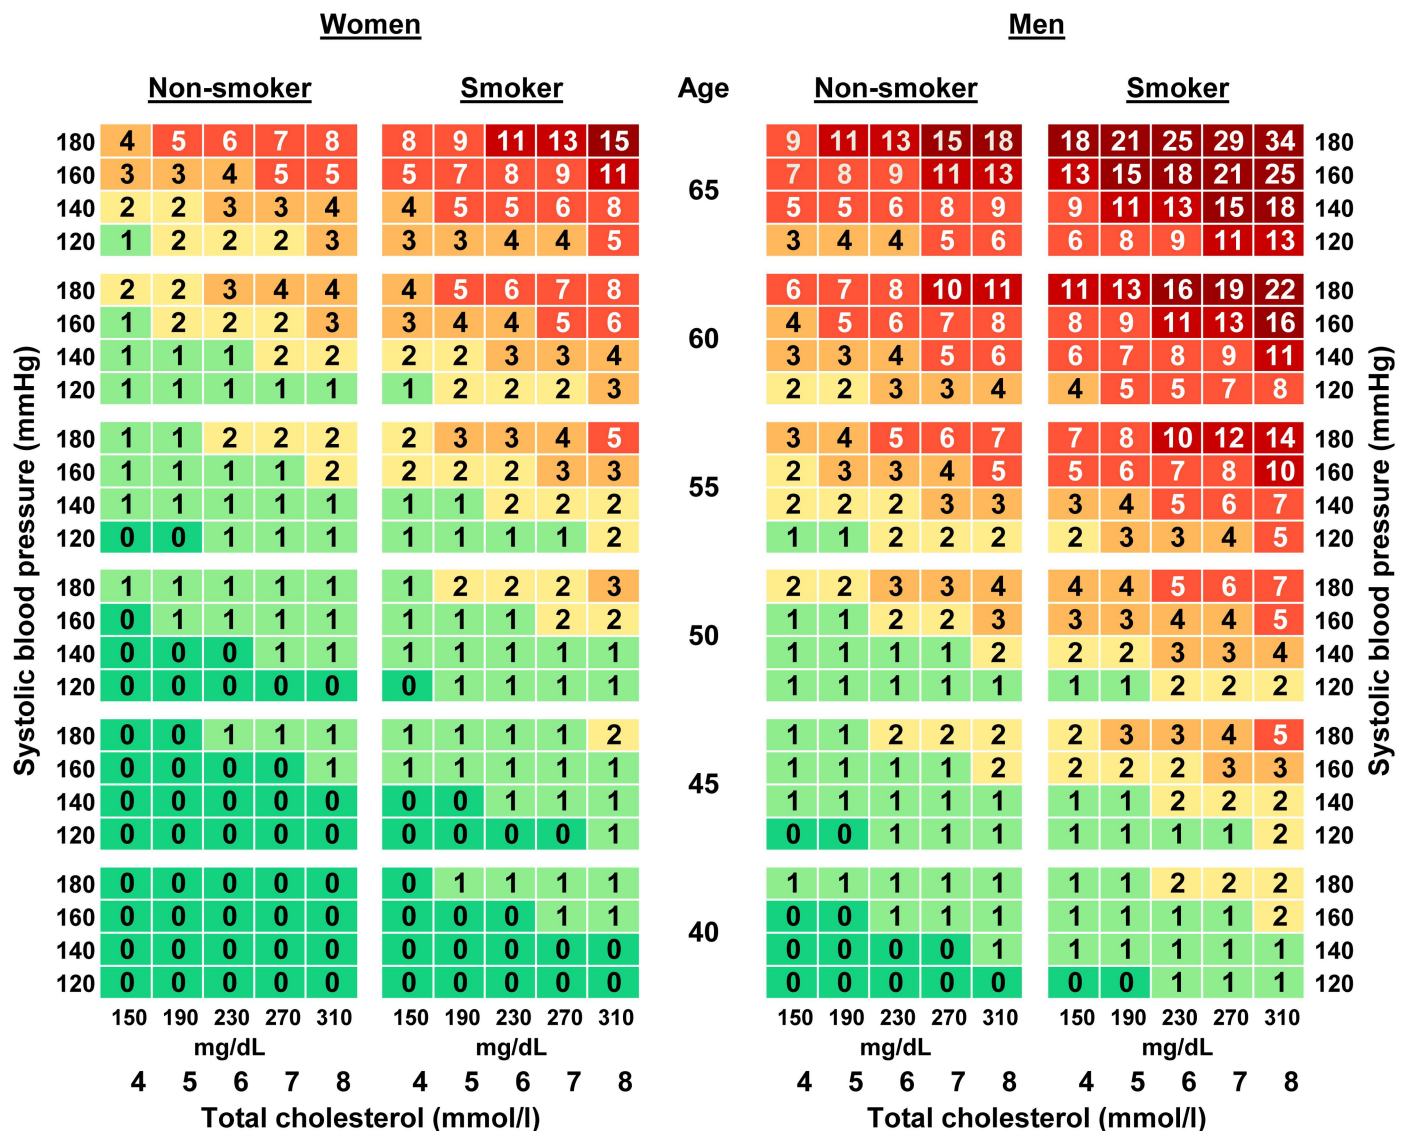 Women Men
Non-smoker Smoker Age Non-smoker Smoker
180 4 5 6 7 8 8 9 11 13 15 9 11 13 15 18 18 21 25 29 34 180
160 3 3 4 5 5 5 7 8 9 11 7 8 9 11 13 13 15 18 21 25 160
65
140 2 2 3 3 4 4 5 5 6 8 5 5 6 8 9 9 11 13 15 18 140
120 1 2 2 2 3 3 3 4 4 5 3 4 4 5 6 6 8 9 11 13 120
180 2 2 3 4 4 4 5 6 7 8 6 7 8 10 11 11 13 16 19 22 180
160 1 2 2 2 3 3 4 4 5 6 4 5 6 7 8 8 9 11 13 16 160
60
140 1 1 1 2 2 2 2 3 3 4 3 3 4 5 6 6 7 8 9 11 140
120 1 1 1 1 1 1 2 2 2 3 2 2 3 3 4 4 5 5 7 8 120
180 1 1 2 2 2 2 3 3 4 5 3 4 5 6 7 7 8 10 12 14 180
160 1 1 1 1 2 2 2 2 3 3 2 3 3 4 5 5 6 7 8 10 160
55
140 1 1 1 1 1 1 1 2 2 2 2 2 2 3 3 3 4 5 6 7 140
120 0 0 1 1 1 1 1 1 1 2 1 1 2 2 2 2 3 3 4 5 120
180 1 1 1 1 1 1 2 2 2 3 2 2 3 3 4 4 4 5 6 7 180
160 0 1 1 1 1 1 1 1 2 2 1 1 2 2 3 3 3 4 4 5 160
50
140 0 0 0 1 1 1 1 1 1 1 1 1 1 1 2 2 2 3 3 4 140
120 0 0 0 0 0 0 1 1 1 1 1 1 1 1 1 1 1 2 2 2 120
180 0 0 1 1 1 1 1 1 1 2 1 1 2 2 2 2 3 3 4 5 180
160 0 0 0 0 1 1 1 1 1 1 1 1 1 1 2 2 2 2 3 3 160
45
140 0 0 0 0 0 0 0 1 1 1 1 1 1 1 1 1 1 2 2 2 140
120 0 0 0 0 0 0 0 0 0 1 0 0 1 1 1 1 1 1 1 2 120
180 0 0 0 0 0 0 1 1 1 1 1 1 1 1 1 1 1 2 2 2 180
160 0 0 0 0 0 0 0 0 1 1 0 0 1 1 1 1 1 1 1 2 160
40
140 0 0 0 0 0 0 0 0 0 0 0 0 0 0 1 1 1 1 1 1 140
120 0 0 0 0 0 0 0 0 0 0 0 0 0 0 0 0 0 1 1 1 120
150 190 230 270 310 150 190 230 270 310 150 190 230 270 310 150 190 230 270 310
mg/dL mg/dL mg/dL mg/dL
4 5 6 7 8 4 5 6 7 8 4 5 6 7 8 4 5 6 7 8
Total cholesterol (mmol/l) Total cholesterol (mmol/l)
Systolic blood pressure (mmHg)
Systolic blood pressure (mmHg)